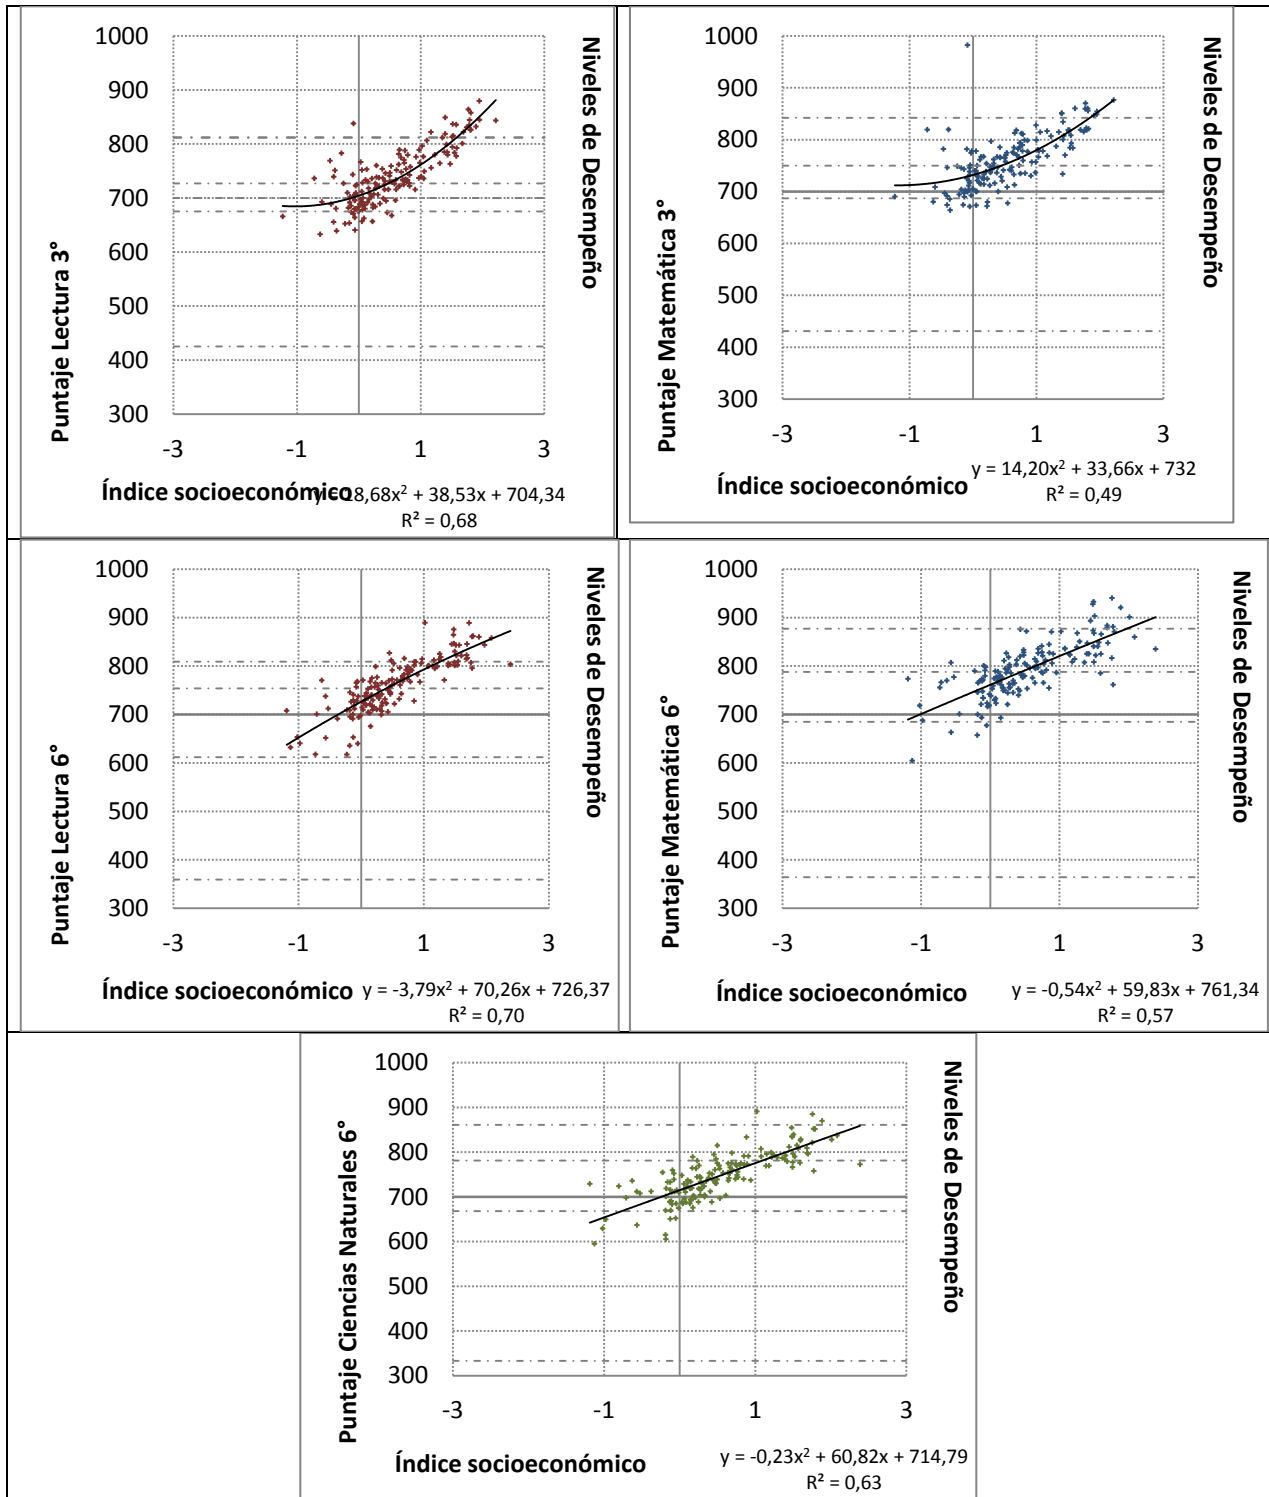 1000
900
800
700
600
500
400
300
-3
-1
1
3
Puntaje Lectura 3°
Niveles de Desempeño
Índice socioeconómico
y = 18,68x² + 38,53x + 704,34
R² = 0,68
1000
900
800
700
600
500
400
300
-3
-1
1
3
Puntaje Matemática 3°
Niveles de Desempeño
Índice socioeconómico
y = 14,20x² + 33,66x + 732
R² = 0,49
1000
900
800
700
600
500
400
300
-3
-1
1
3
Puntaje Lectura 6°
Niveles de Desempeño
Índice socioeconómico
y = -3,79x² + 70,26x + 726,37
R² = 0,70
1000
900
800
700
600
500
400
300
-3
-1
1
3
Puntaje Matemática 6°
Niveles de Desempeño
Índice socioeconómico
y = -0,54x² + 59,83x + 761,34
R² = 0,57
1000
900
800
700
600
500
400
300
-3
-1
1
3
Puntaje Ciencias Naturales 6°
Niveles de Desempeño
Índice socioeconómico
y = -0,23x² + 60,82x + 714,79
R² = 0,63